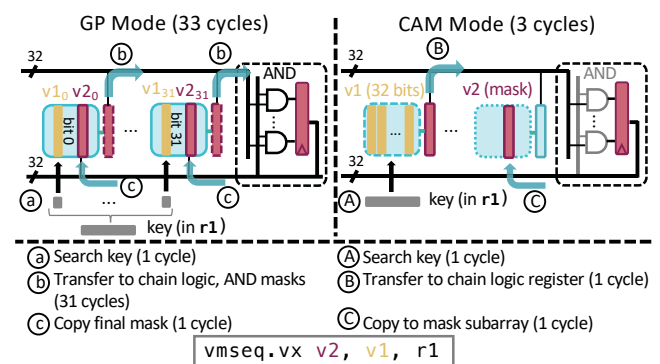 GP Mode (33 cycles)
CAM Mode (3 cycles)
32
b
b
AND
v1₀ v2₀
v1₃₁ v2₃₁
bit 0
...
bit 31
...
32
a
c
c
...
key (in r1)
32
B
AND
v1 (32 bits)
v2 (mask)
...
...
...
32
A
C
key (in r1)
a Search key (1 cycle)
b Transfer to chain logic, AND masks
(31 cycles)
c Copy final mask (1 cycle)
A Search key (1 cycle)
B Transfer to chain logic register (1 cycle)
C Copy to mask subarray (1 cycle)
vmseq.vx v2, v1, r1